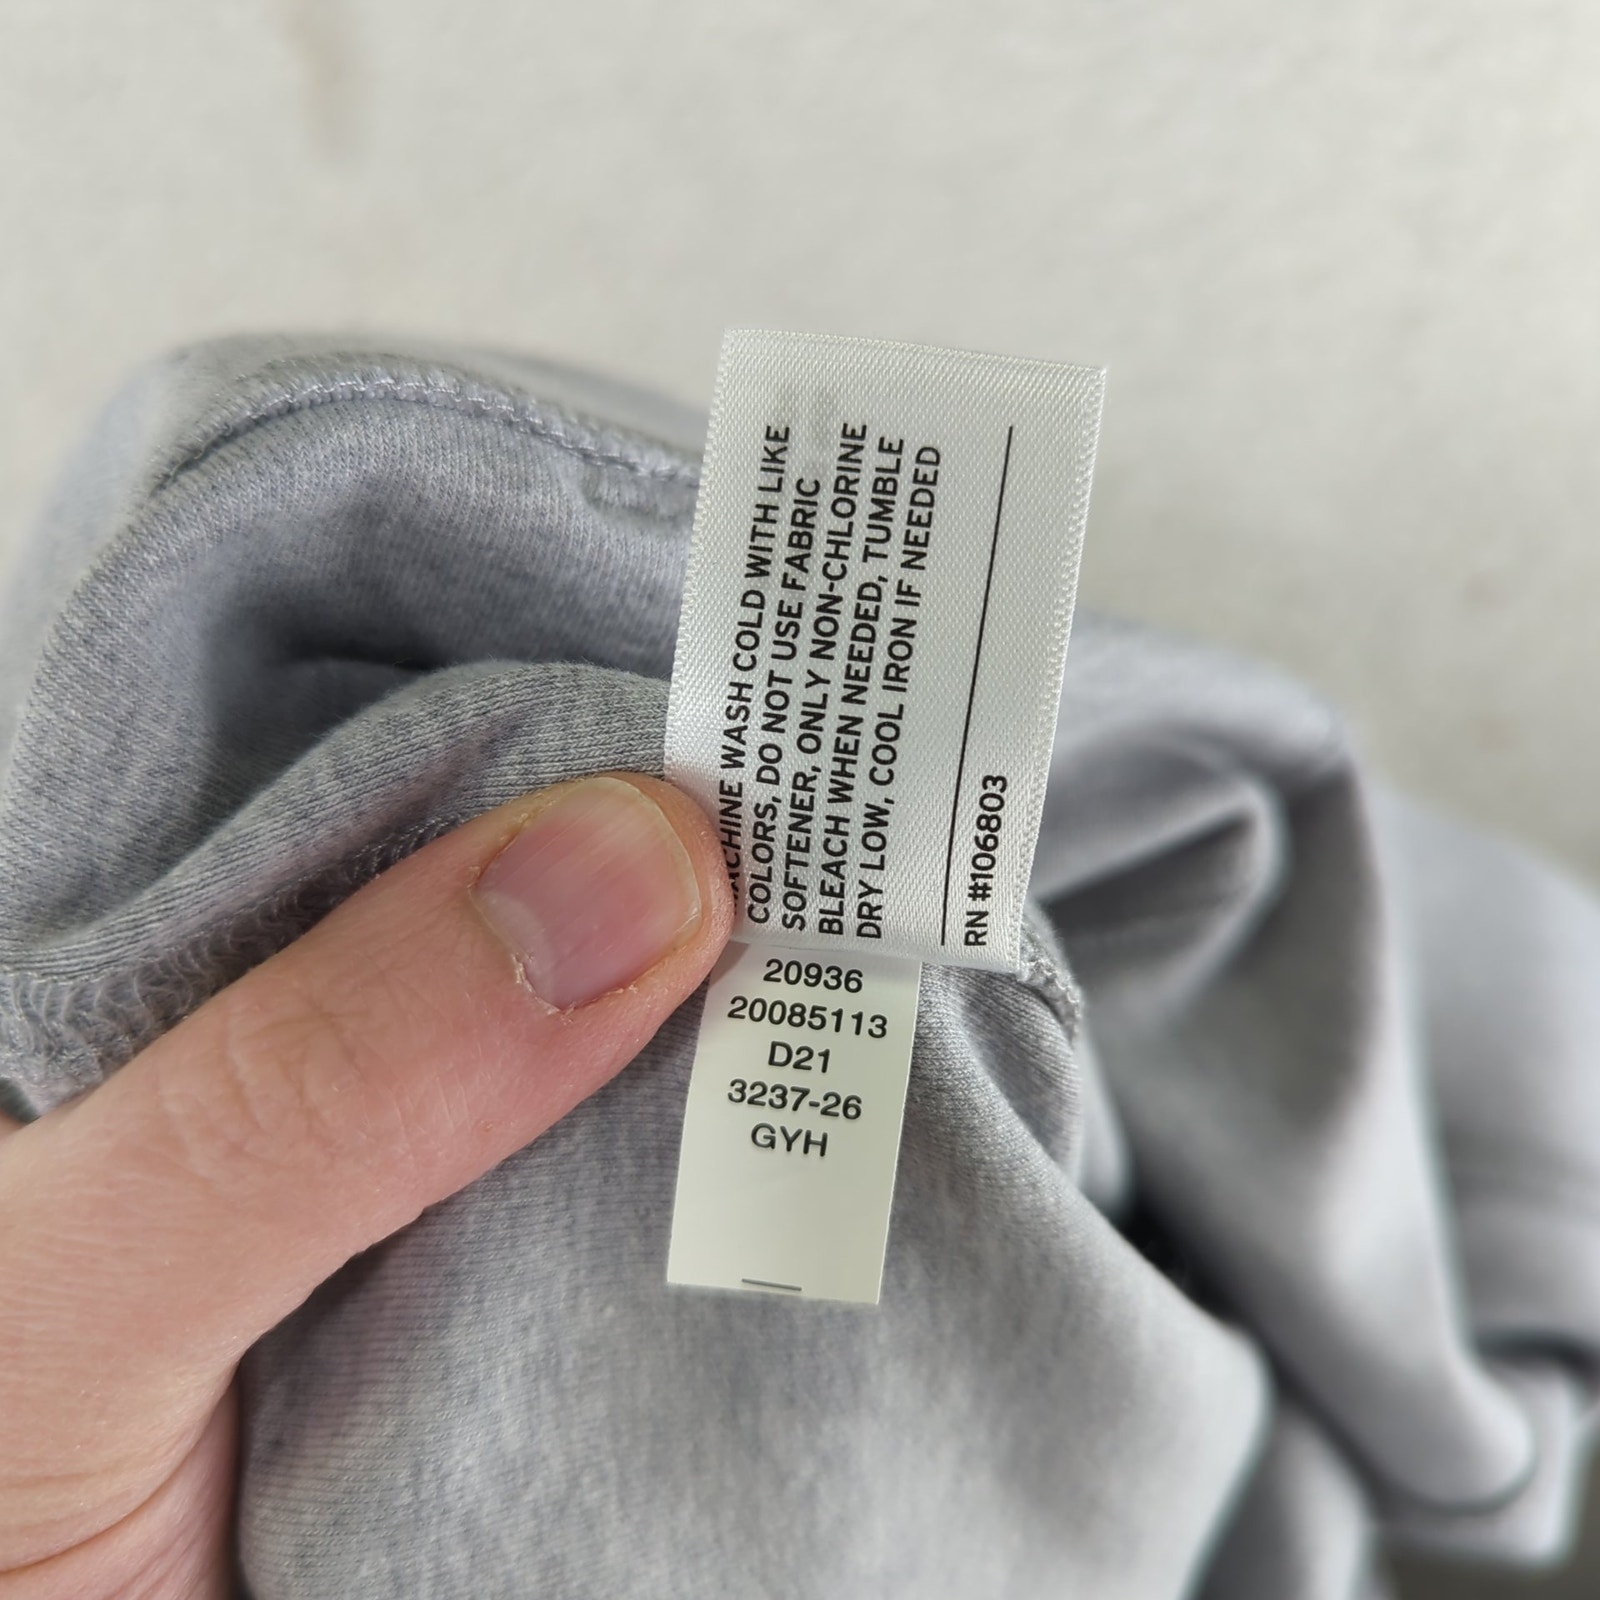 MACHINE WASH COLD WITH LIKE
COLORS, DO NOT USE FABRIC
SOFTENER, ONLY NON-CHLORINE
BLEACH WHEN NEEDED, TUMBLE
DRY LOW, COOL IRON IF NEEDED
RN #106803
20936
20085113
D21
3237-26
GYH